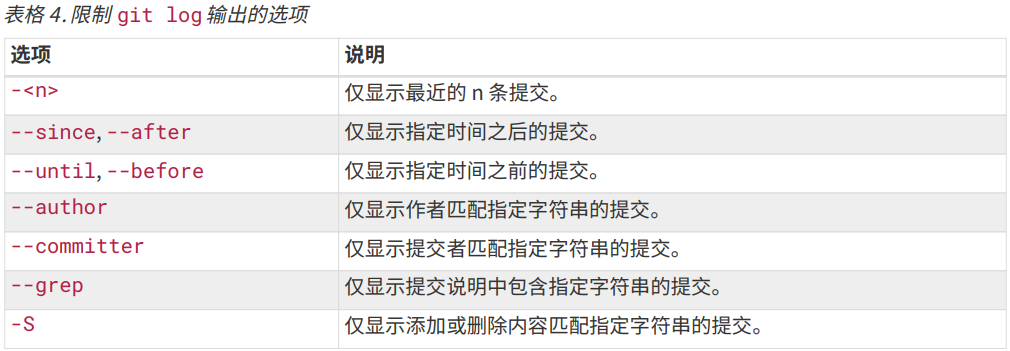 表格 4. 限制 git log 输出的选项
选项 说明
-<n> 仅显示最近的 n 条提交。
--since, --after 仅显示指定时间之后的提交。
--until, --before 仅显示指定时间之前的提交。
--author 仅显示作者匹配指定字符串的提交。
--committer 仅显示提交者匹配指定字符串的提交。
--grep 仅显示提交说明中包含指定字符串的提交。
-S 仅显示添加或删除内容匹配指定字符串的提交。